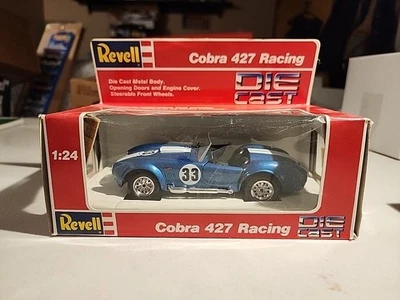 Revell
Cobra 427 Racing
Die Cast Metal Body.
Opening Doors and Engine Cover.
Steerable Front Wheels.
DIE
CAST
1:24
33
Revell
Cobra 427 Racing
DIE
CAST